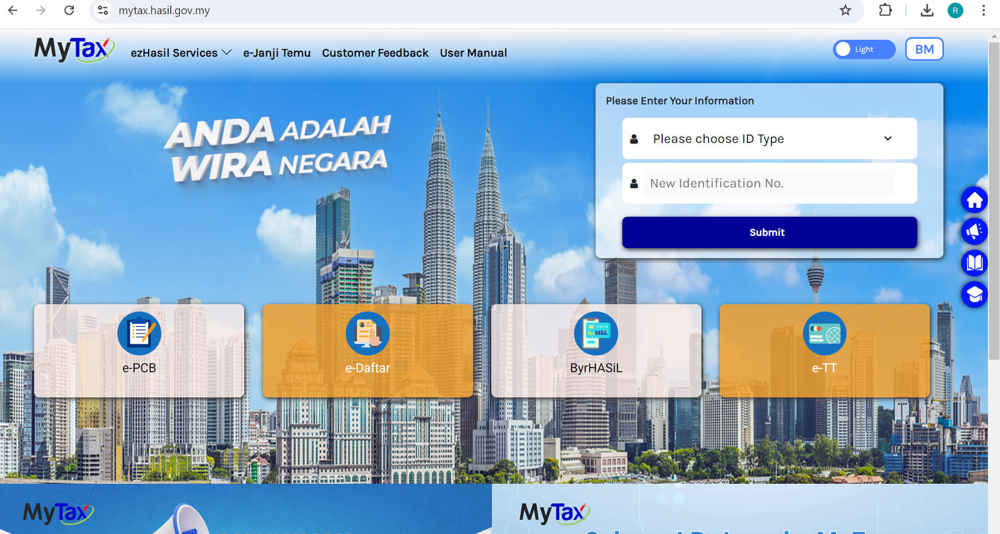 mytax.hasil.gov.my
R
MyTax
ezHasil Services
e-Janji Temu
Customer Feedback
User Manual
Light
BM
ANDA ADALAH
WIRA NEGARA
Please Enter Your Information
Please choose ID Type
New Identification No.
Submit
e-PCB
e-Daftar
ByrHASiL
ByrHASiL
e-TT
MyTax
MyTax